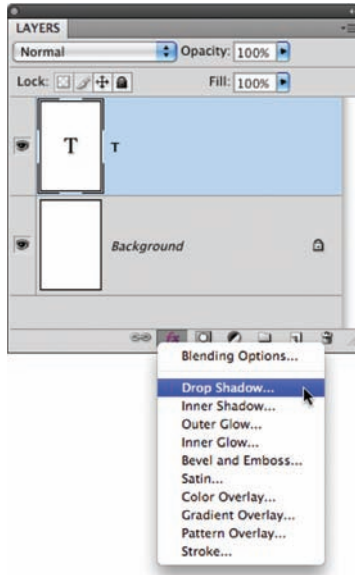 LAYERS
Normal Opacity: 100%
Lock: Fill: 100%
T T
Background
fx
Blending Options...
Drop Shadow...
Inner Shadow...
Outer Glow...
Inner Glow...
Bevel and Emboss...
Satin...
Color Overlay...
Gradient Overlay...
Pattern Overlay...
Stroke...